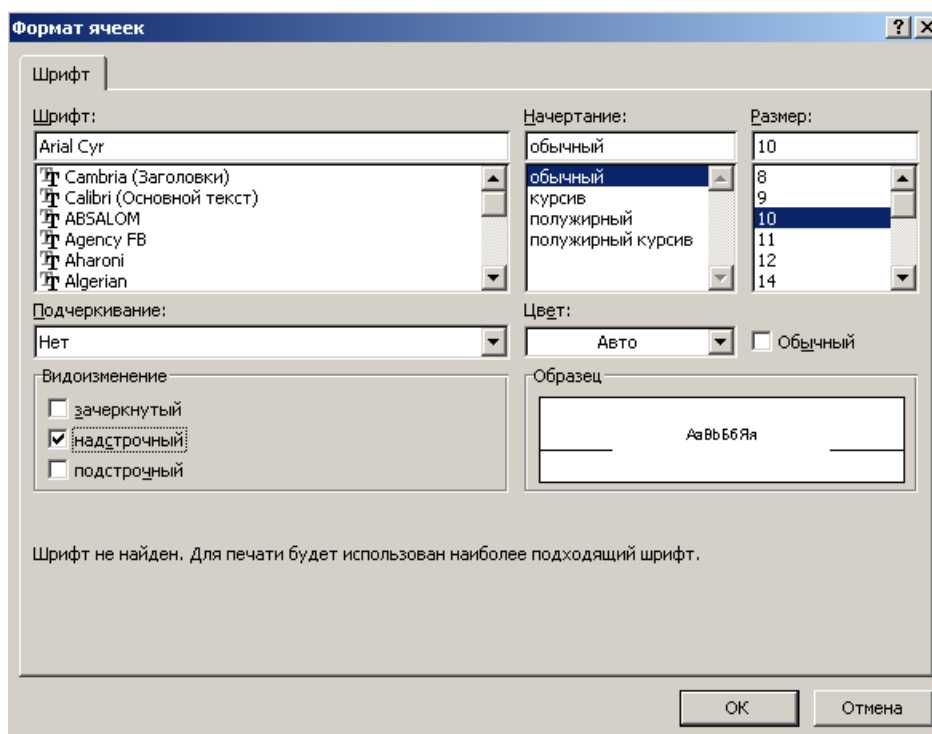 Формат ячеек
Шрифт
Шрифт:
Arial Cyr
Cambria (Заголовки)
Calibri (Основной текст)
ABSALOM
Agency FB
Aharoni
Algerian
Начертание:
обычный
обычный
курсив
полужирный
полужирный курсив
Размер:
10
8
9
10
11
12
14
Подчеркивание:
Нет
Цвет:
Авто
Обычный
Видоизменение
зачеркнутый
надстрочный
подстрочный
Образец
АаВbБбЯя
Шрифт не найден. Для печати будет использован наиболее подходящий шрифт.
ОК
Отмена